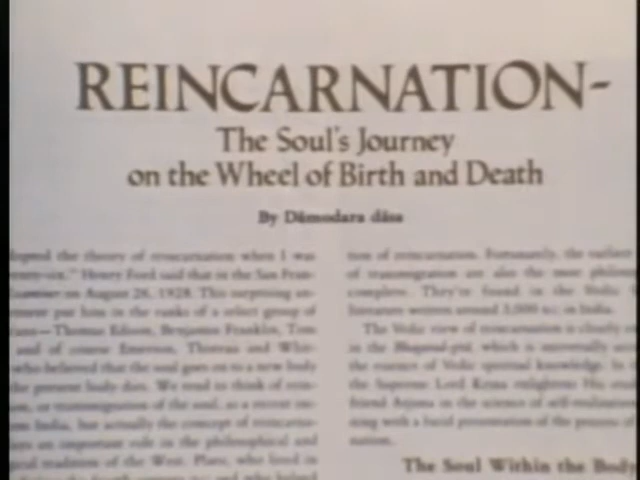 REINCARNATION-
The Soul's Journey
on the Wheel of Birth and Death
By Dāmodara dāsa
the theory of reincarnation when I was
Henry Ford said that in the San Fran-
on August 26, 1928. This surprising
put him in the ranks of a select group of
Thomas Edison, Benjamin Franklin, Tom
and of course Emerson, Thoreau and Whit-
who believed that the soul goes on to a new body
the present body dies. We tend to think of rein-
or transmigration of the soul, as a recent
India, but actually the concept of reincarna-
an important role in the philosophical and
tradition of the West. Plato, who lived in
tion of reincarnation. Fortunately, the earliest
of transmigration are also the most
complete. They're found in the Vedic
literature written around 3,000 B.C. in India.
The Vedic view of reincarnation is clearly
in the Bhagavad-gītā, which is universally
the essence of Vedic spiritual knowledge. In
the Supreme Lord Kṛṣṇa enlightens His
friend Arjuna in the science of self-realization
with a lucid presentation of the process of
nation.
The Soul Within the Body